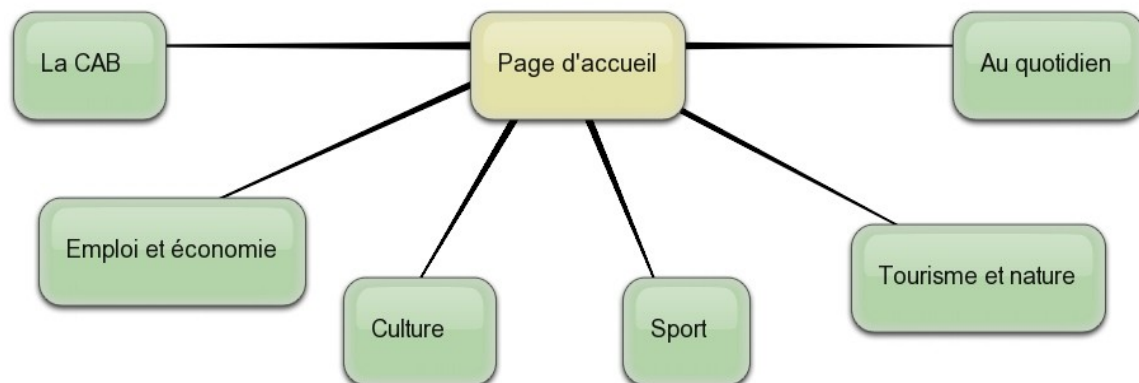 La CAB
Page d'accueil
Au quotidien
Emploi et économie
Tourisme et nature
Culture
Sport